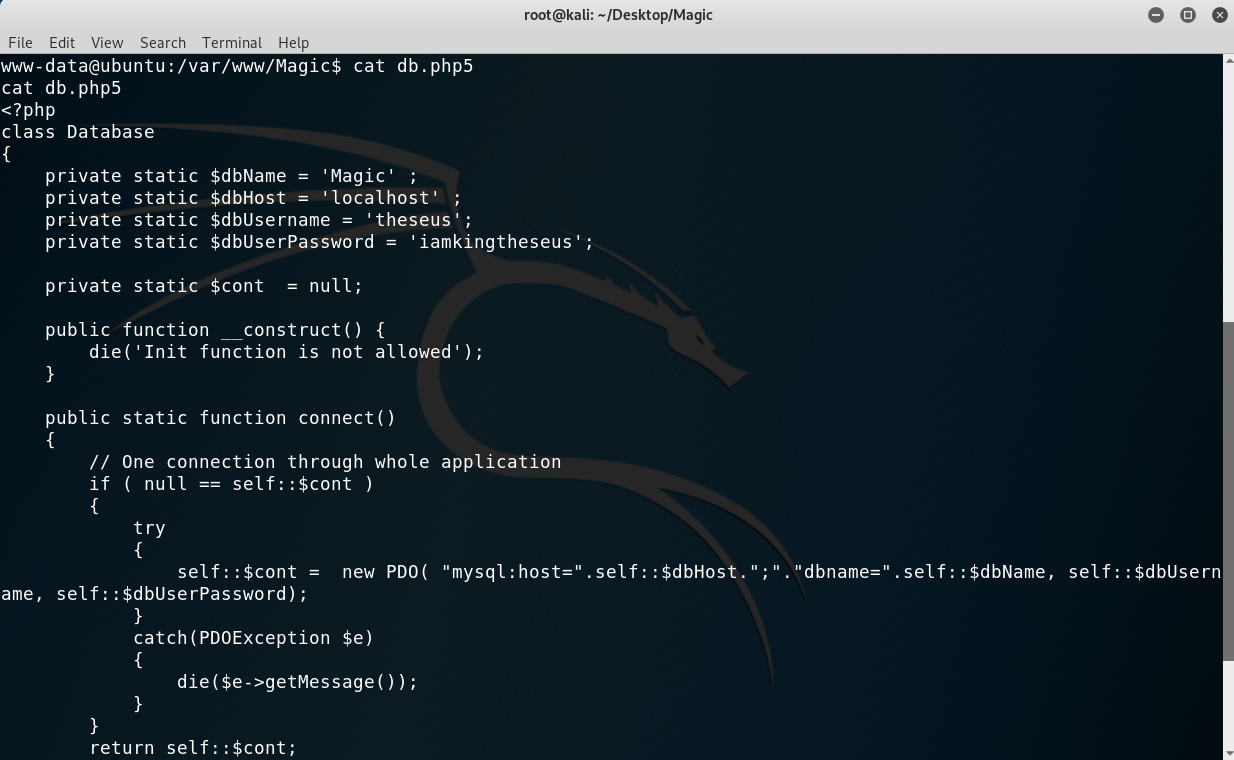 root@kali: ~/Desktop/Magic
File Edit View Search Terminal Help
www-data@ubuntu:/var/www/Magic$ cat db.php5
cat db.php5
<?php
class Database
{
    private static $dbName = 'Magic' ;
    private static $dbHost = 'localhost' ;
    private static $dbUsername = 'theseus';
    private static $dbUserPassword = 'iamkingtheseus';

    private static $cont  = null;

    public function __construct() {
        die('Init function is not allowed');
    }

    public static function connect()
    {
        // One connection through whole application
        if ( null == self::$cont )
        {
            try
            {
                self::$cont =  new PDO( "mysql:host=".self::$dbHost.";"."dbname=".self::$dbName, self::$dbUsern
ame, self::$dbUserPassword);
            }
            catch(PDOException $e)
            {
                die($e->getMessage());
            }
        }
        return self::$cont;